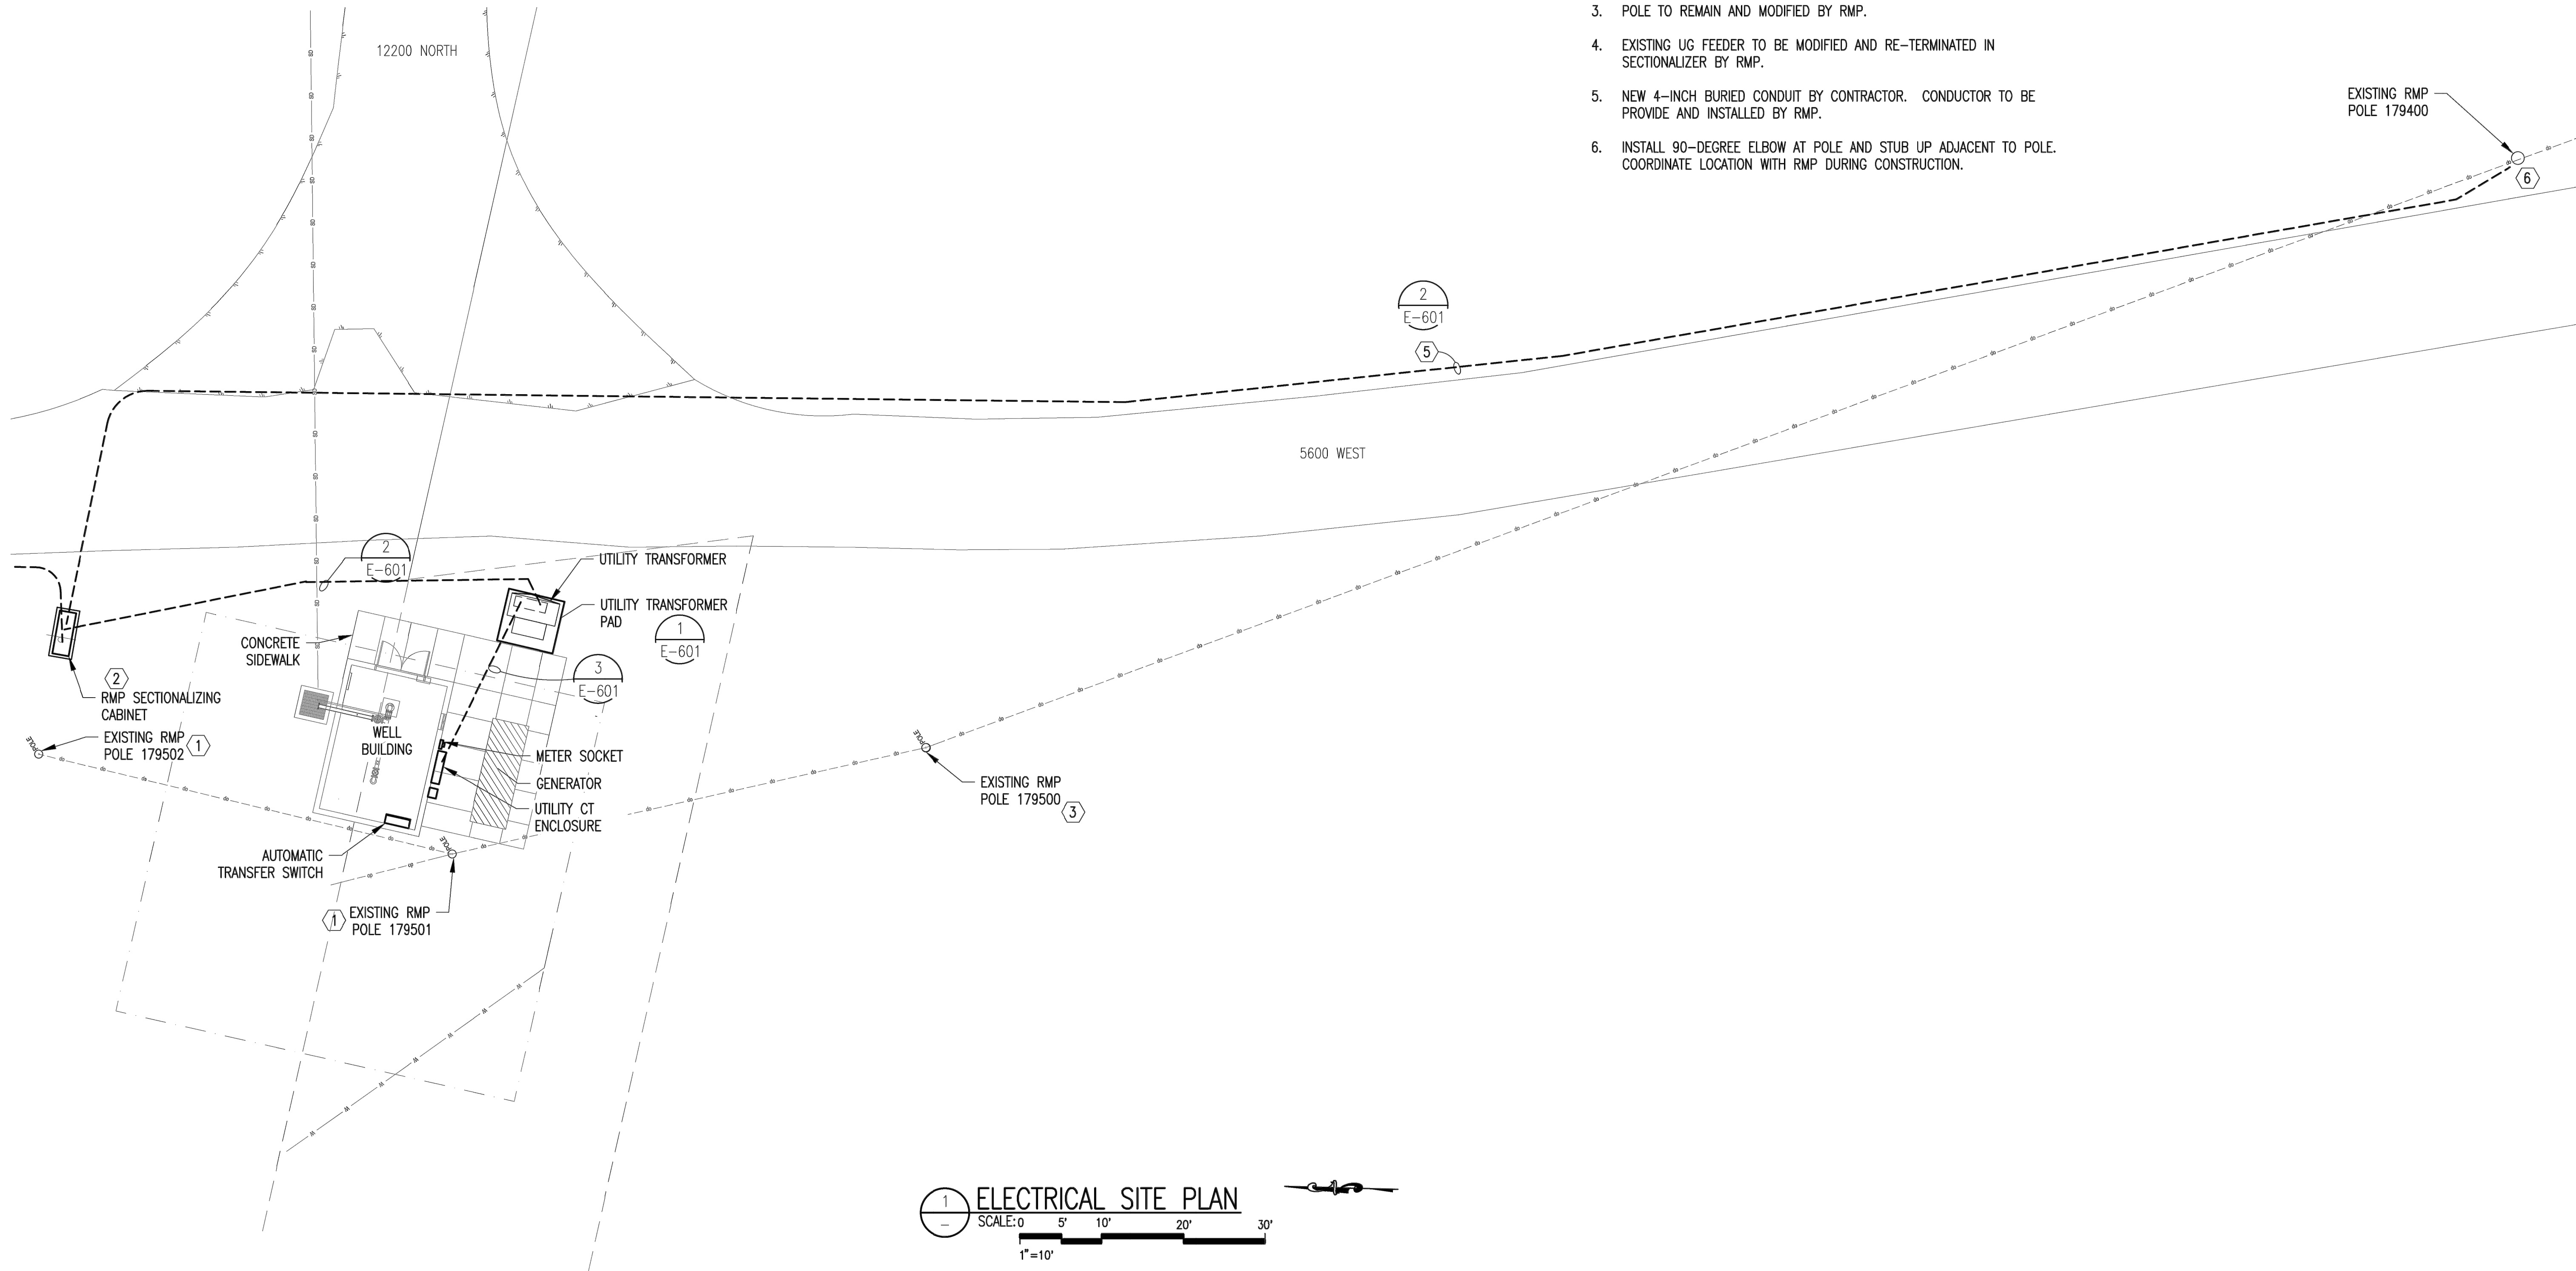 3. POLE TO REMAIN AND MODIFIED BY RMP.
4. EXISTING UG FEEDER TO BE MODIFIED AND RE-TERMINATED IN
SECTIONALIZER BY RMP.
5. NEW 4-INCH BURIED CONDUIT BY CONTRACTOR. CONDUCTOR TO BE
PROVIDE AND INSTALLED BY RMP.
6. INSTALL 90-DEGREE ELBOW AT POLE AND STUB UP ADJACENT TO POLE.
COORDINATE LOCATION WITH RMP DURING CONSTRUCTION.
12200 NORTH
EXISTING RMP
POLE 179400
6
2
E-601
5
5600 WEST
2
E-601
UTILITY TRANSFORMER
UTILITY TRANSFORMER
PAD
1
E-601
CONCRETE
SIDEWALK
3
E-601
2
RMP SECTIONALIZING
CABINET
POLE
EXISTING RMP
POLE 179502
1
WELL
BUILDING
METER SOCKET
GENERATOR
UTILITY CT
ENCLOSURE
POLE
EXISTING RMP
POLE 179500
3
AUTOMATIC
TRANSFER SWITCH
POLE
1
EXISTING RMP
POLE 179501
1
–
ELECTRICAL SITE PLAN
SCALE: 0 5' 10' 20' 30'
1"=10'